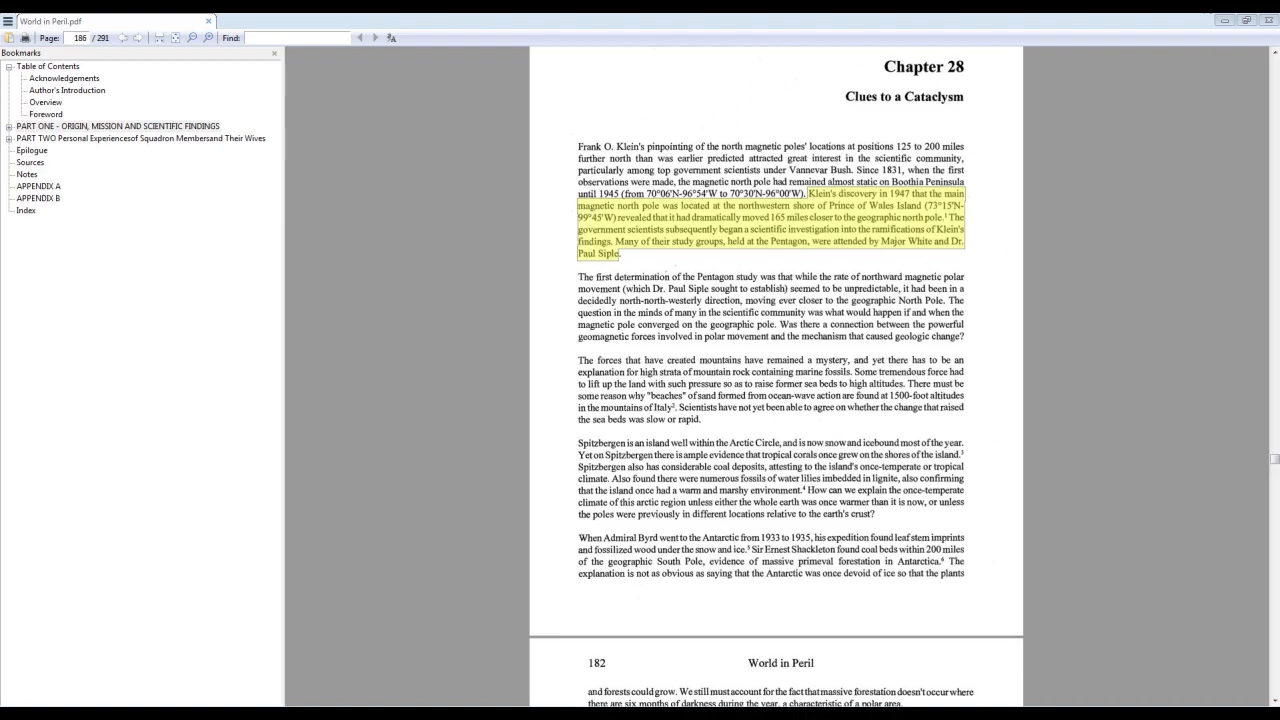 World in Peril.pdf
Page: 186 / 291
Find:
Bookmarks
Table of Contents
Acknowledgements
Author's Introduction
Overview
Foreword
PART ONE - ORIGIN, MISSION AND SCIENTIFIC FINDINGS
PART TWO Personal Experiencesof Squadron Membersand Their Wives
Epilogue
Sources
Notes
APPENDIX A
APPENDIX B
Index
Chapter 28
Clues to a Cataclysm
Frank O. Klein's pinpointing of the north magnetic poles' locations at positions 125 to 200 miles
further north than was earlier predicted attracted great interest in the scientific community,
particularly among top government scientists under Vannevar Bush. Since 1831, when the first
observations were made, the magnetic north pole had remained almost static on Boothia Peninsula
until 1945 (from 70°06'N-96°54'W to 70°30'N-96°00'W). Klein's discovery in 1947 that the main
magnetic north pole was located at the northwestern shore of Prince of Wales Island (73°15'N-
99°45'W) revealed that it had dramatically moved 165 miles closer to the geographic north pole.¹ The
government scientists subsequently began a scientific investigation into the ramifications of Klein's
findings. Many of their study groups, held at the Pentagon, were attended by Major White and Dr.
Paul Siple.
The first determination of the Pentagon study was that while the rate of northward magnetic polar
movement (which Dr. Paul Siple sought to establish) seemed to be unpredictable, it had been in a
decidedly north-north-westerly direction, moving ever closer to the geographic North Pole. The
question in the minds of many in the scientific community was what would happen if and when the
magnetic pole converged on the geographic pole. Was there a connection between the powerful
geomagnetic forces involved in polar movement and the mechanism that caused geologic change?
The forces that have created mountains have remained a mystery, and yet there has to be an
explanation for high strata of mountain rock containing marine fossils. Some tremendous force had
to lift up the land with such pressure so as to raise former sea beds to high altitudes. There must be
some reason why "beaches" of sand formed from ocean-wave action are found at 1500-foot altitudes
in the mountains of Italy². Scientists have not yet been able to agree on whether the change that raised
the sea beds was slow or rapid.
Spitzbergen is an island well within the Arctic Circle, and is now snow and icebound most of the year.
Yet on Spitzbergen there is ample evidence that tropical corals once grew on the shores of the island.³
Spitzbergen also has considerable coal deposits, attesting to the island's once-temperate or tropical
climate. Also found there were numerous fossils of water lilies imbedded in lignite, also confirming
that the island once had a warm and marshy environment.⁴ How can we explain the once-temperate
climate of this arctic region unless either the whole earth was once warmer than it is now, or unless
the poles were previously in different locations relative to the earth's crust?
When Admiral Byrd went to the Antarctic from 1933 to 1935, his expedition found leaf stem imprints
and fossilized wood under the snow and ice.⁵ Sir Ernest Shackleton found coal beds within 200 miles
of the geographic South Pole, evidence of massive primeval forestation in Antarctica.⁶ The
explanation is not as obvious as saying that the Antarctic was once devoid of ice so that the plants
182 World in Peril
and forests could grow. We still must account for the fact that massive forestation doesn't occur where
there are six months of darkness during the year, a characteristic of a polar area.